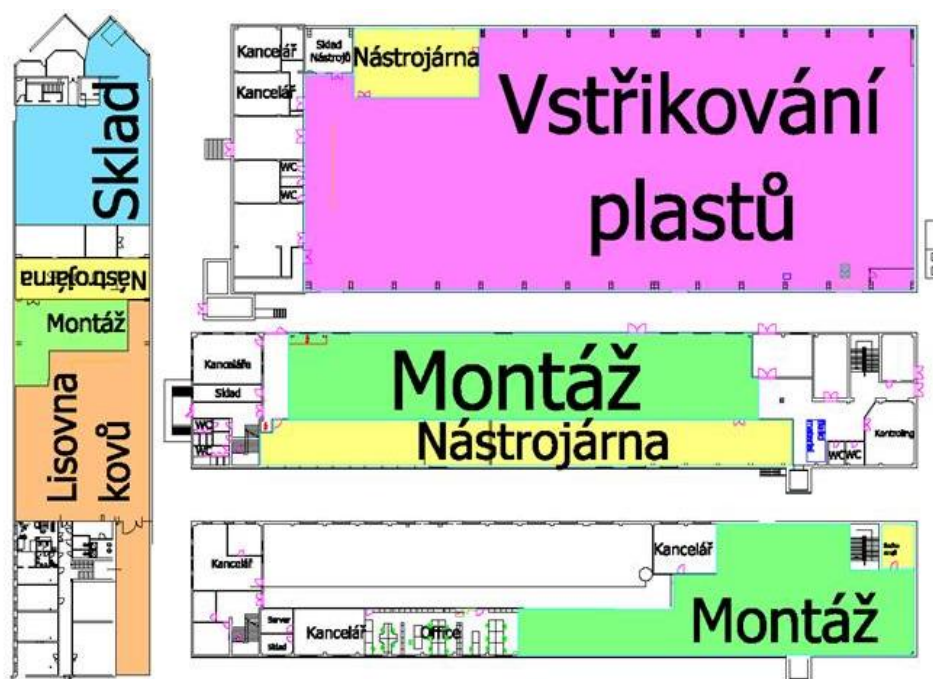 Sklad
Nástrojárna
Montáž
Lisovna
kovů
Kancelář
Sklad
Nástrojů
Nástrojárna
Kancelář
WC
WC
Vstřikování
plastů
Kanceláře
Sklad
WC
WC
Montáž
Nástrojárna
WC
WC
Kontroling
Kancelář
Server
Sklad
Kancelář
Office
Kancelář
Montáž